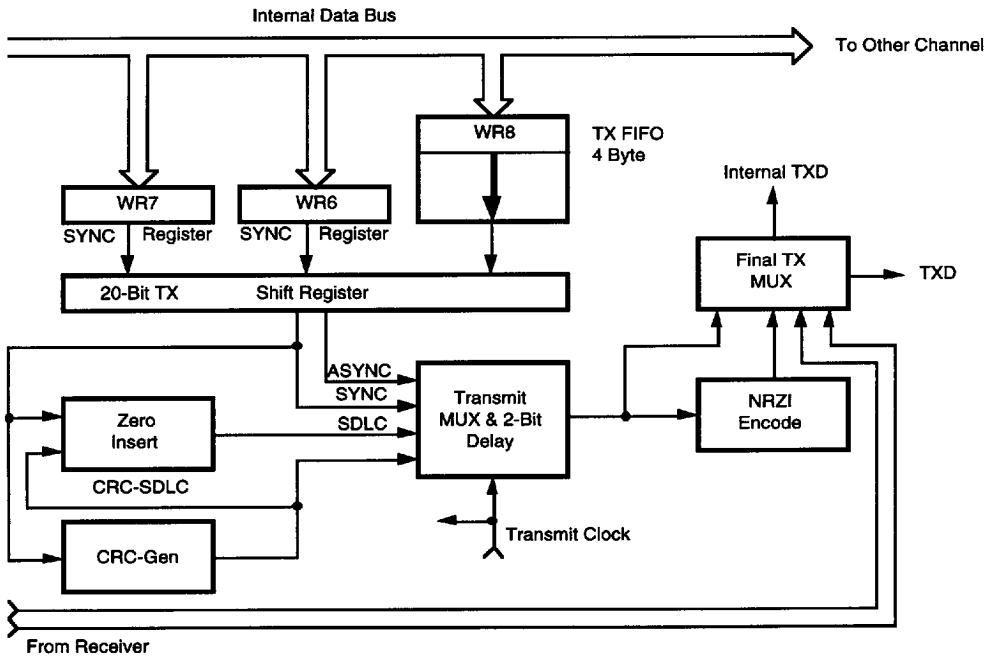 Internal Data Bus
To Other Channel
WR8
TX FIFO
4 Byte
Internal TXD
WR7
WR6
SYNC Register
SYNC Register
Final TX
MUX
TXD
20-Bit TX Shift Register
ASYNC
SYNC
SDLC
Transmit
MUX & 2-Bit
Delay
NRZI
Encode
Zero
Insert
CRC-SDLC
CRC-Gen
Transmit Clock
From Receiver